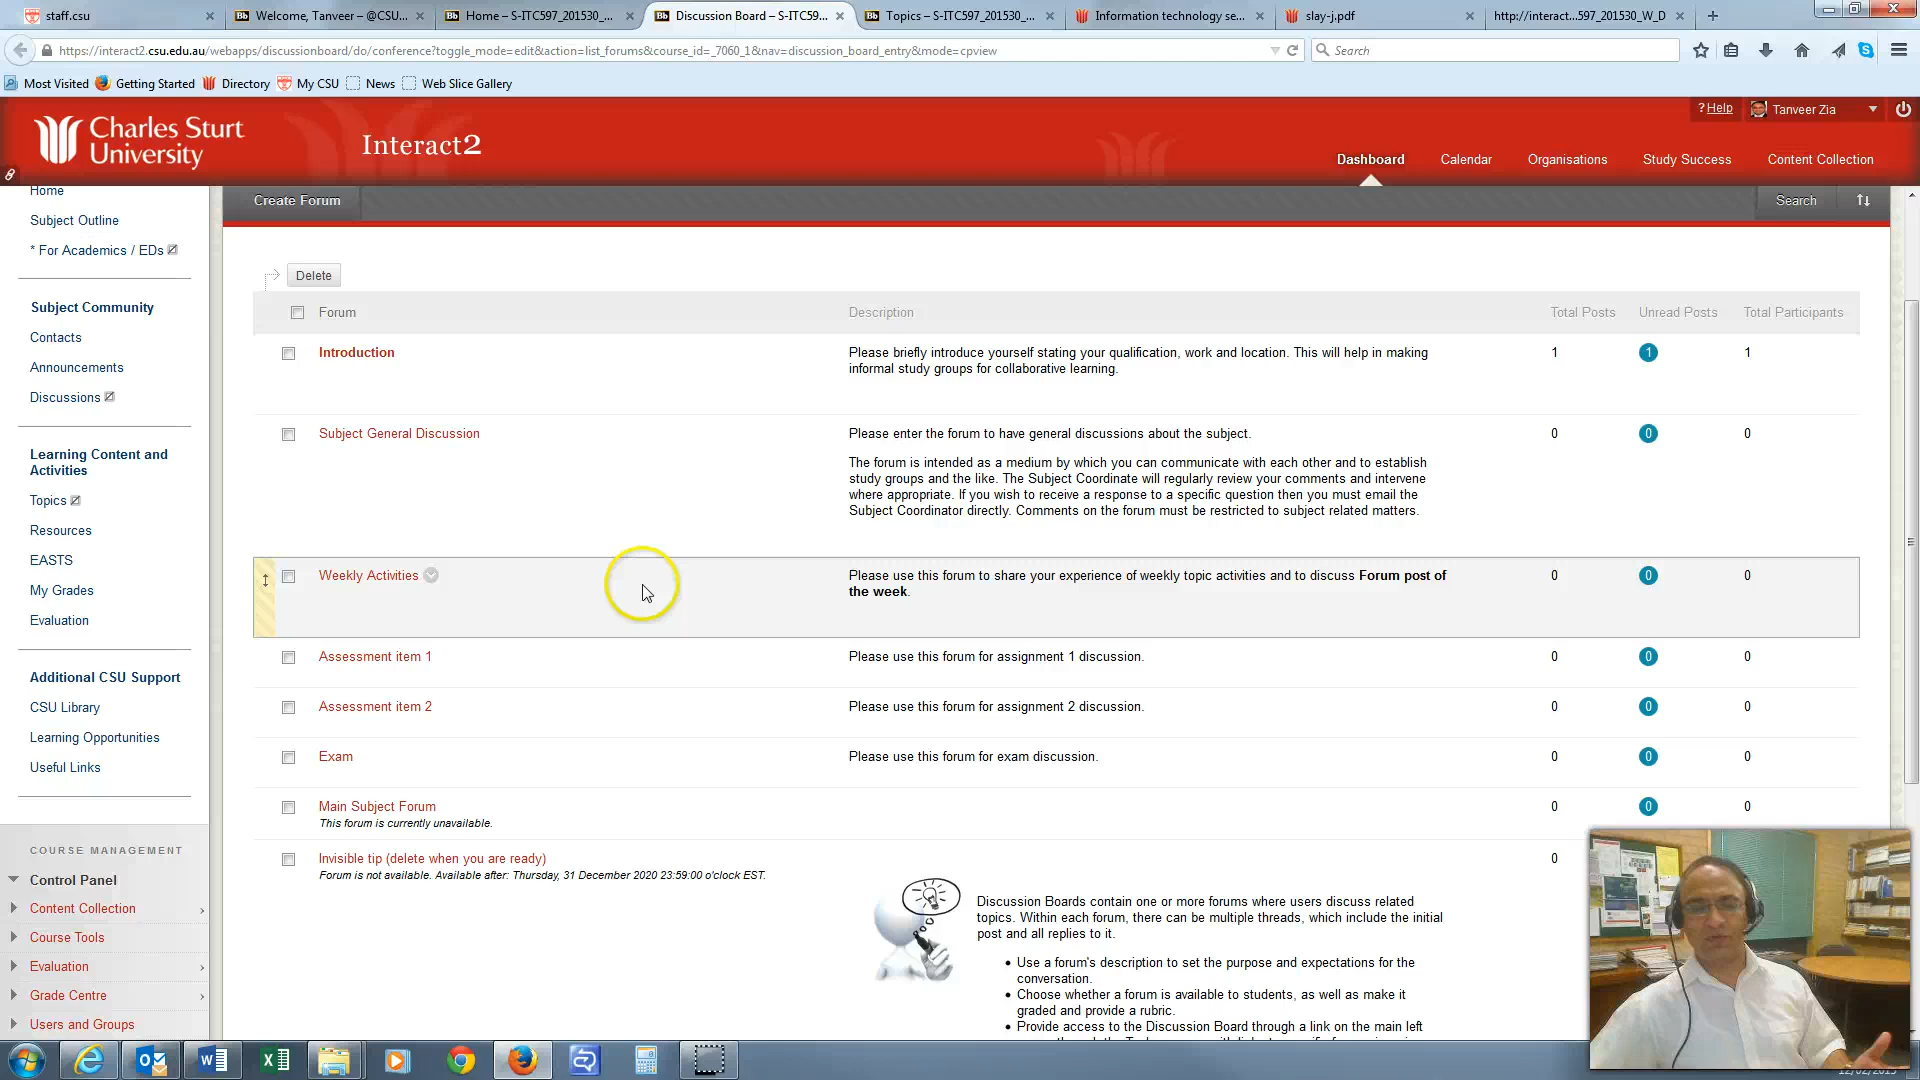 staff.csu
Welcome, Tanveer – @CSU...
Home – S-ITC597_201530_...
Discussion Board – S-ITC59...
Topics – S-ITC597_201530_...
Information technology se...
slay-j.pdf
http://interact...597_201530_W_D
https://interact2.csu.edu.au/webapps/discussionboard/do/conference?toggle_mode=edit&action=list_forums&course_id=_7060_1&nav=discussion_board_entry&mode=cpview
Search
Most Visited
Getting Started
Directory
My CSU
News
Web Slice Gallery
Charles Sturt
University
Interact2
? Help
Tanveer Zia
Dashboard
Calendar
Organisations
Study Success
Content Collection
Home
Subject Outline
* For Academics / EDs
Subject Community
Contacts
Announcements
Discussions
Learning Content and
Activities
Topics
Resources
EASTS
My Grades
Evaluation
Additional CSU Support
CSU Library
Learning Opportunities
Useful Links
COURSE MANAGEMENT
Control Panel
Content Collection
Course Tools
Evaluation
Grade Centre
Users and Groups
Create Forum
Search
Delete
Forum Description Total Posts Unread Posts Total Participants
Introduction
Please briefly introduce yourself stating your qualification, work and location. This will help in making
informal study groups for collaborative learning.
1 1 1
Subject General Discussion
Please enter the forum to have general discussions about the subject.
0 0 0
The forum is intended as a medium by which you can communicate with each other and to establish
study groups and the like. The Subject Coordinate will regularly review your comments and intervene
where appropriate. If you wish to receive a response to a specific question then you must email the
Subject Coordinator directly. Comments on the forum must be restricted to subject related matters.
Weekly Activities
Please use this forum to share your experience of weekly topic activities and to discuss Forum post of
the week.
0 0 0
Assessment item 1
Please use this forum for assignment 1 discussion.
0 0 0
Assessment item 2
Please use this forum for assignment 2 discussion.
0 0 0
Exam
Please use this forum for exam discussion.
0 0 0
Main Subject Forum
This forum is currently unavailable.
0 0 0
Invisible tip (delete when you are ready)
Forum is not available. Available after: Thursday, 31 December 2020 23:59:00 o'clock EST.
0
Discussion Boards contain one or more forums where users discuss related
topics. Within each forum, there can be multiple threads, which include the initial
post and all replies to it.
• Use a forum's description to set the purpose and expectations for the
conversation.
• Choose whether a forum is available to students, as well as make it
graded and provide a rubric.
• Provide access to the Discussion Board through a link on the main left